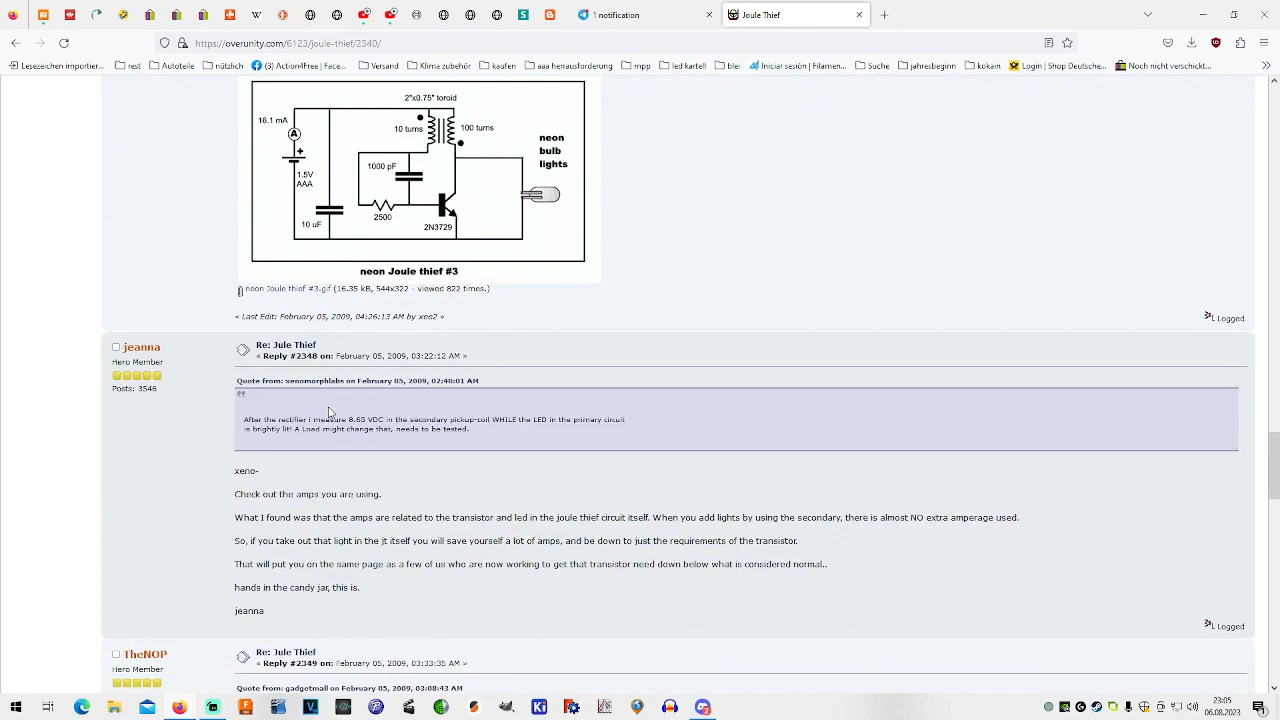 1 notification
Joule Thief
https://overunity.com/6123/joule-thief/2340/
Lesezeichen importier...
rest
Autoteile
nützlich
(3) Action4Free | Face...
Versand
Klima zubehör
kaufen
aaa herrausforderung
mpp
led kartell
blei
Iniciar sesión | Filamen...
Suche
jahresbeginn
kokain
Login | Shop Deutsche...
Noch nicht verschickt...
2"x0.75" toroid
16.1 mA
A
10 turns
100 turns
neon
bulb
lights
+
1000 pF
1.5V
AAA
2500
10 uF
2N3729
neon Joule thief #3
neon Joule thief #3.gif (16.35 kB, 544x322 - viewed 822 times.)
« Last Edit: February 05, 2009, 04:26:13 AM by xee2 »
Logged
jeanna
Hero Member
Posts: 3546
Re: Jule Thief
« Reply #2348 on: February 05, 2009, 03:22:12 AM »
Quote from: xenomorphlabs on February 05, 2009, 02:40:01 AM
After the rectifier i measure 8.65 VDC in the secondary pickup-coil WHILE the LED in the primary circuit
is brightly lit! A Load might change that, needs to be tested.
xeno-
Check out the amps you are using.
What I found was that the amps are related to the transistor and led in the joule thief circuit itself. When you add lights by using the secondary, there is almost NO extra amperage used.
So, if you take out that light in the jt itself you will save yourself a lot of amps, and be down to just the requirements of the transistor.
That will put you on the same page as a few of us who are now working to get that transistor need down below what is considered normal..
hands in the candy jar, this is.
jeanna
Logged
TheNOP
Hero Member
Re: Jule Thief
« Reply #2349 on: February 05, 2009, 03:33:35 AM »
Quote from: gadgetmall on February 05, 2009, 03:08:43 AM
23:05
06.09.2023